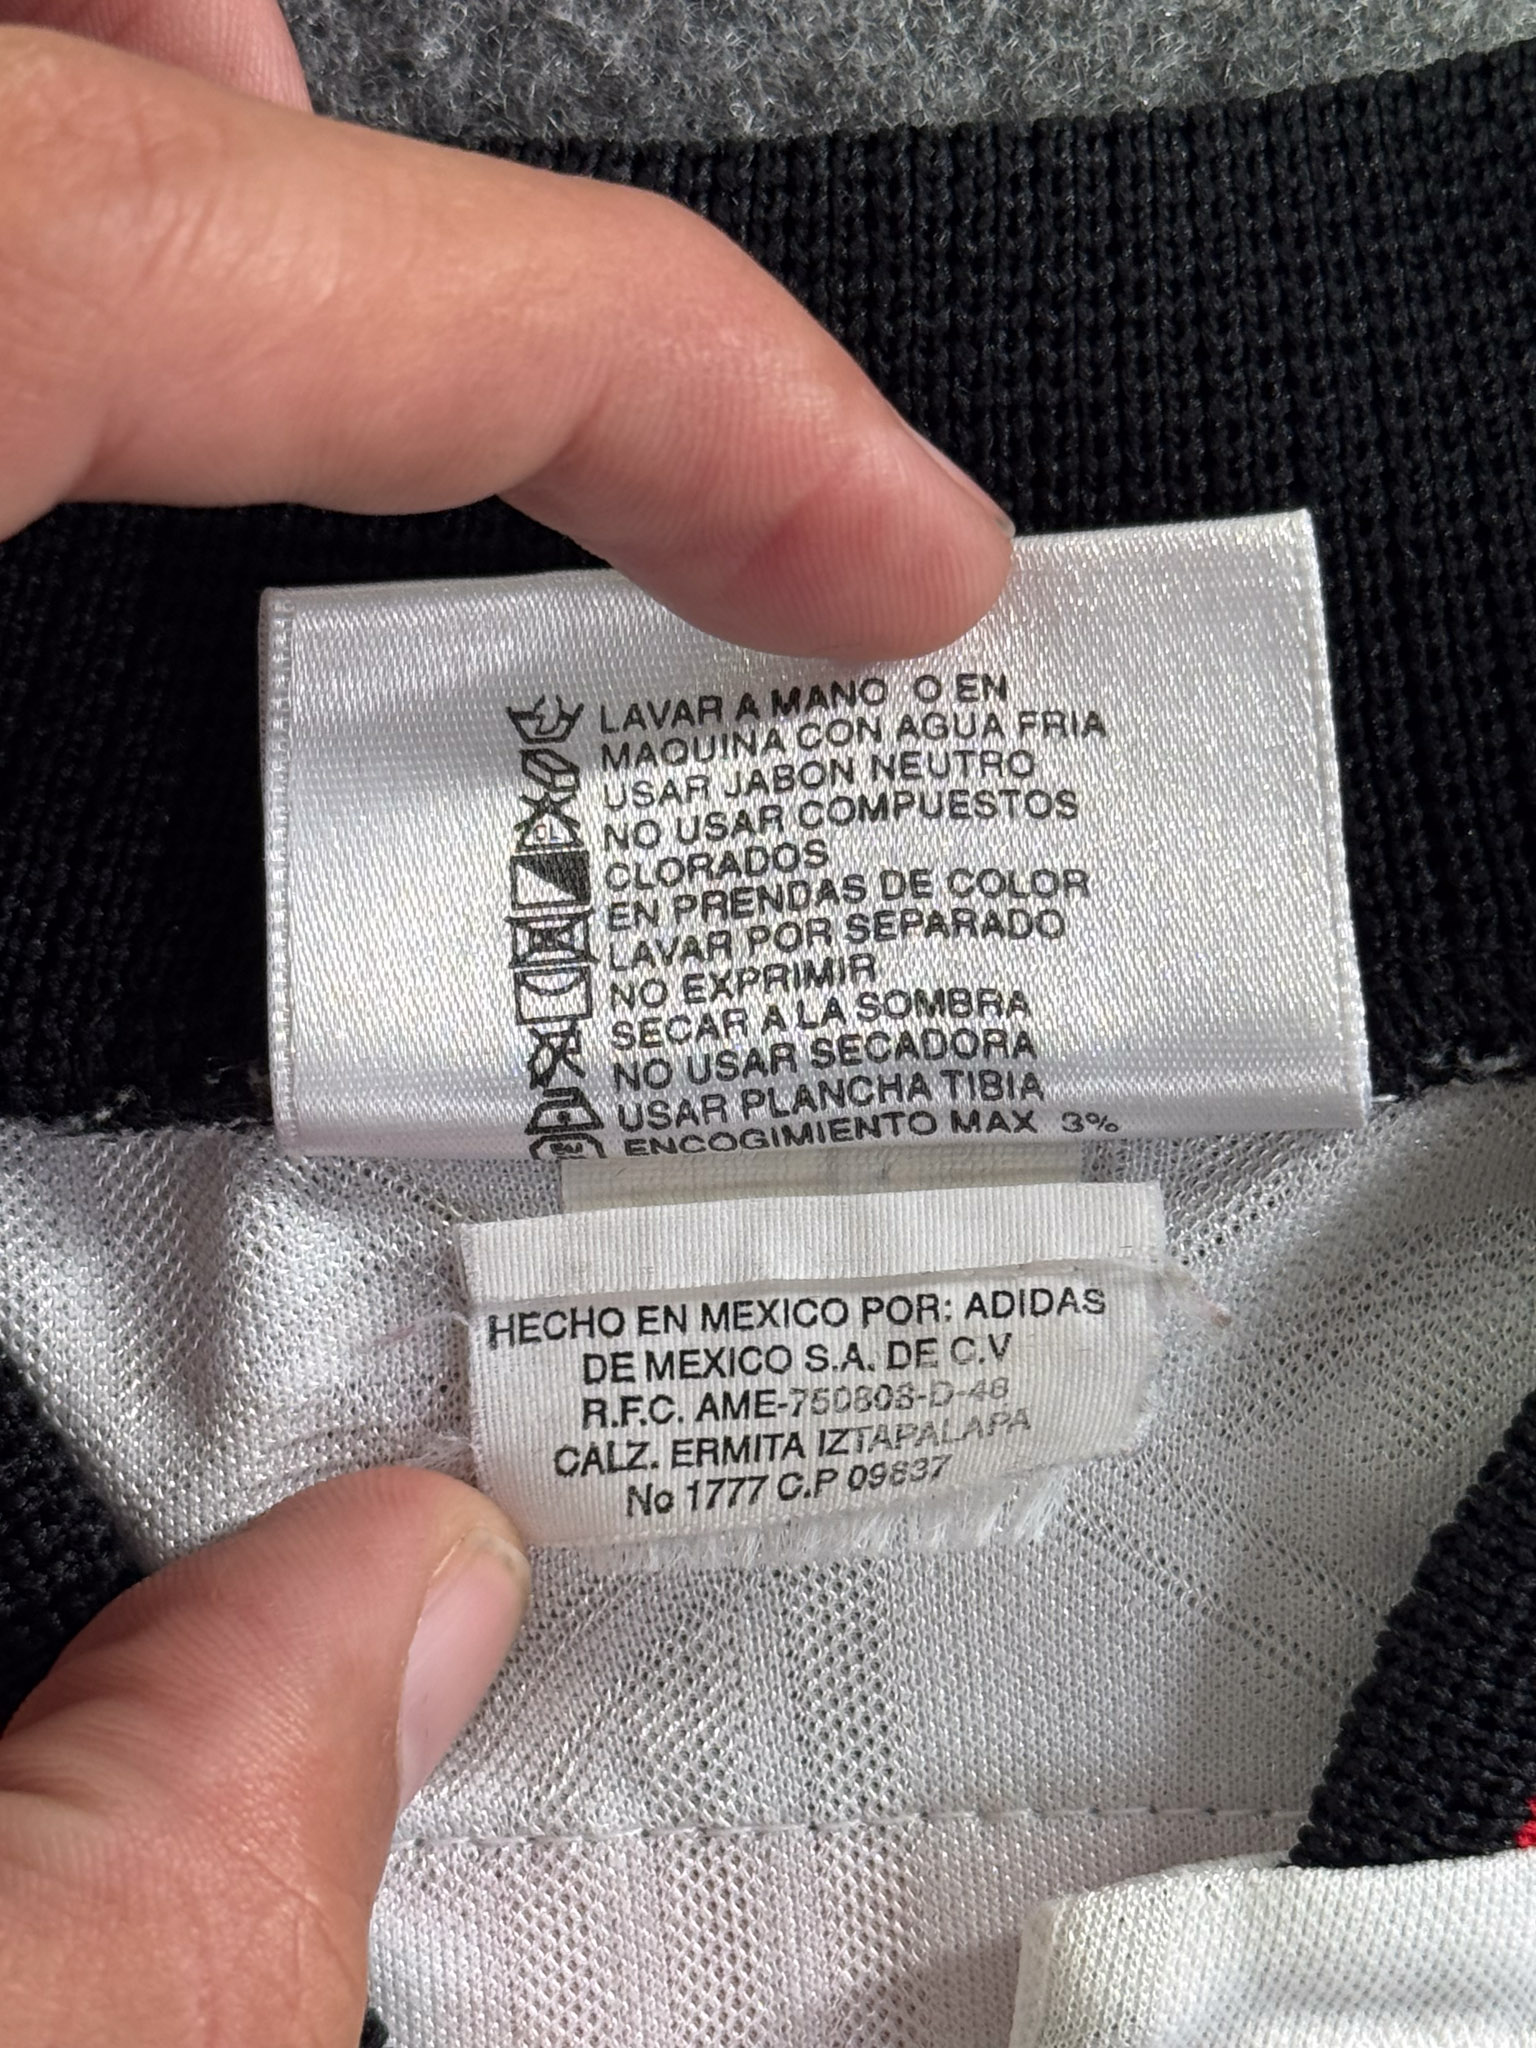 LAVAR A MANO O EN
MAQUINA CON AGUA FRIA
USAR JABON NEUTRO
NO USAR COMPUESTOS
CLORADOS
EN PRENDAS DE COLOR
LAVAR POR SEPARADO
NO EXPRIMIR
SECAR A LA SOMBRA
NO USAR SECADORA
USAR PLANCHA TIBIA
ENCOGIMIENTO MAX 3%
CL
HECHO EN MEXICO POR: ADIDAS
DE MEXICO S.A. DE C.V
R.F.C. AME-750808-D-48
CALZ. ERMITA IZTAPALAPA
No 1777 C.P 09837